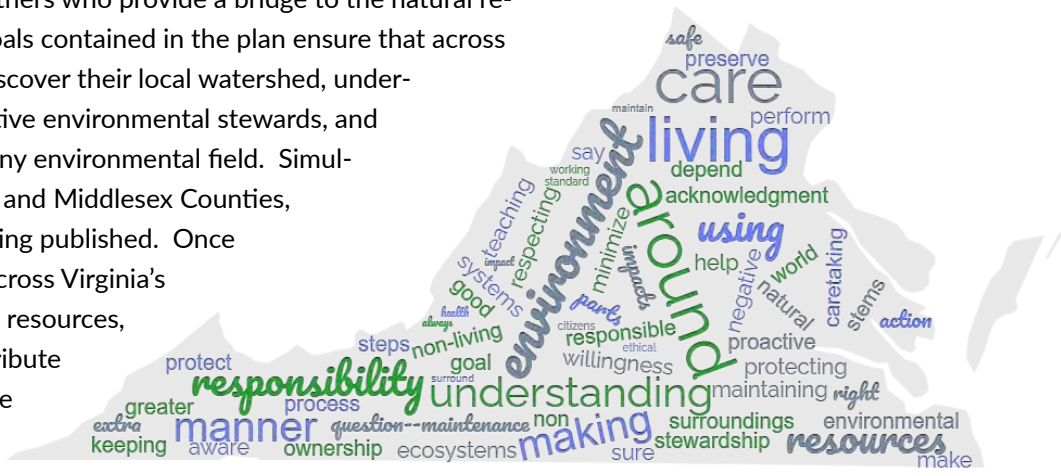 thers who provide a bridge to the natural re-
als contained in the plan ensure that across
scover their local watershed, under-
tive environmental stewards, and
ny environmental field.  Simul-
and Middlesex Counties,
ing published.  Once
cross Virginia's
resources,
ribute
e
safe
preserve
care
maintain
perform
living
say
depend
working
standard
environment
around
acknowledgment
teaching
respecting
minimize
using
impact
impacts
help
negative
world
caretaking
systems
natural
stems
good
parts
health
always
citizens
action
steps
non-living
responsible
ethical
proactive
protect
goal
willingness
protecting
responsibility
surround
understanding
maintaining
right
greater
process
extra
manner
question--maintenance
non
making
surroundings
environmental
keeping
aware
ownership
ecosystems
sure
stewardship
resources
make